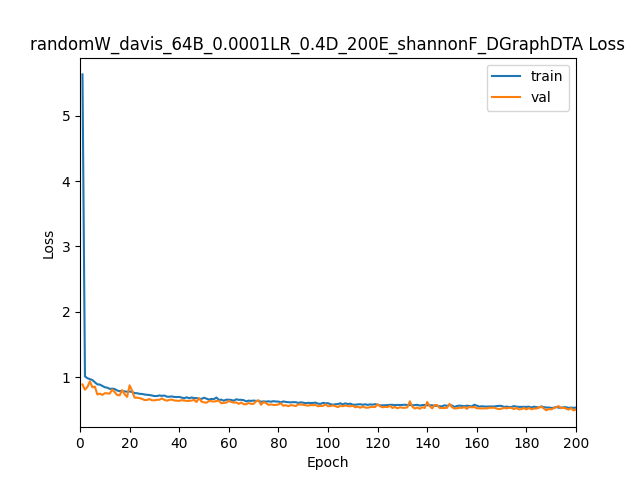 randomW_davis_64B_0.0001LR_0.4D_200E_shannonF_DGraphDTA Loss
train
val
5
4
3
2
1
Loss
0 20 40 60 80 100 120 140 160 180 200
Epoch